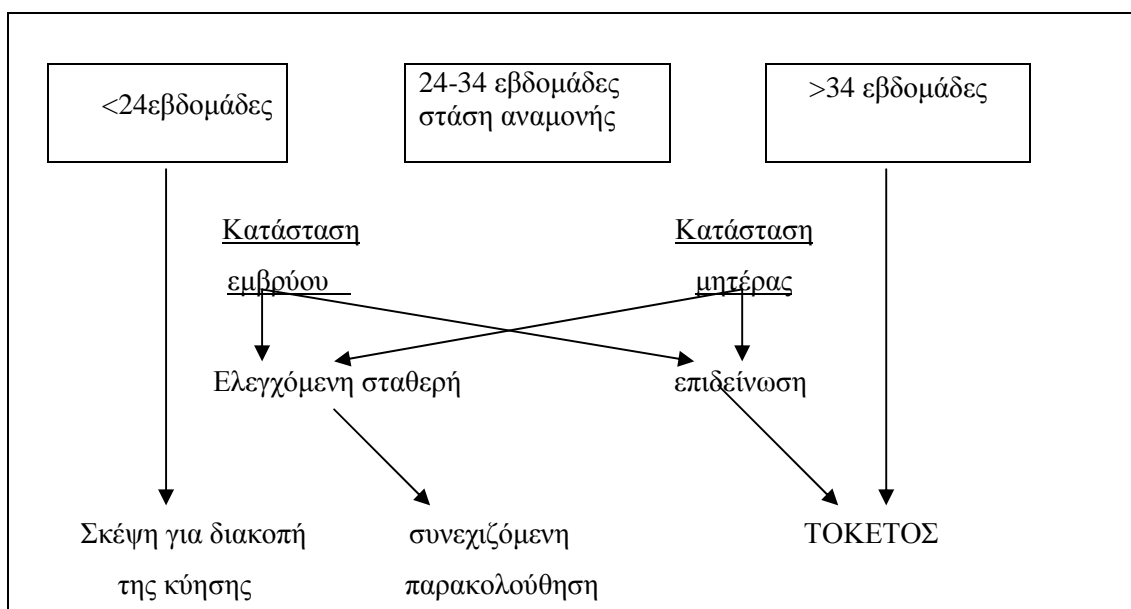 <24εβδομάδες
24-34 εβδομάδες
στάση αναμονής
>34 εβδομάδες
Κατάσταση
εμβρύου
Κατάσταση
μητέρας
Ελεγχόμενη σταθερή
επιδείνωση
Σκέψη για διακοπή
της κύησης
συνεχιζόμενη
παρακολούθηση
ΤΟΚΕΤΟΣ